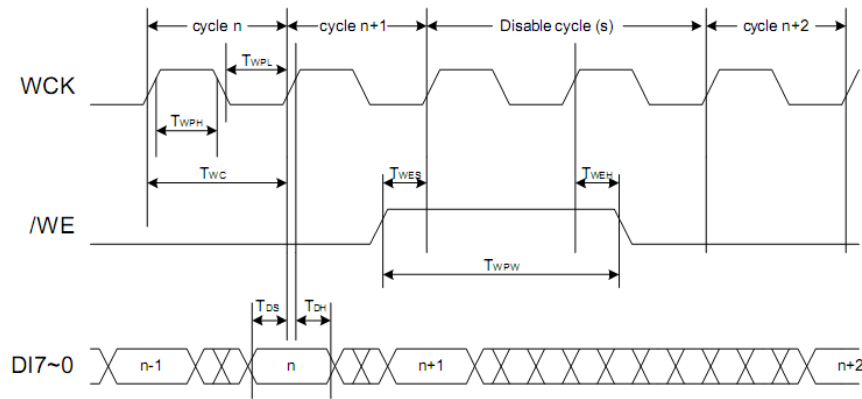 cycle n cycle n+1 Disable cycle (s) cycle n+2
TWPL
WCK
TWPH
TWC TWES TWEH
/WE
TWPW
TDS TDH
DI7~0 n-1 n n+1 n+2